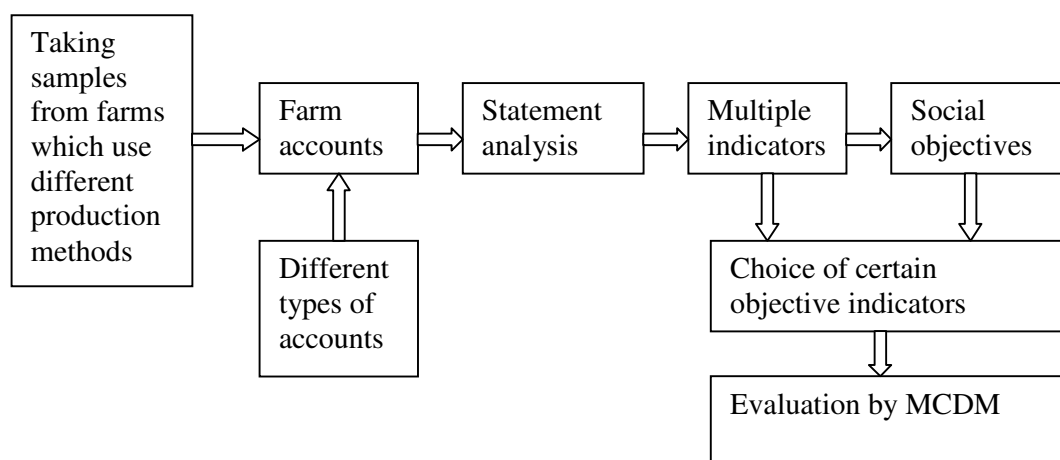 Taking
samples
from farms
which use
different
production
methods
Farm
accounts
Statement
analysis
Multiple
indicators
Social
objectives
Different
types of
accounts
Choice of certain
objective indicators
Evaluation by MCDM